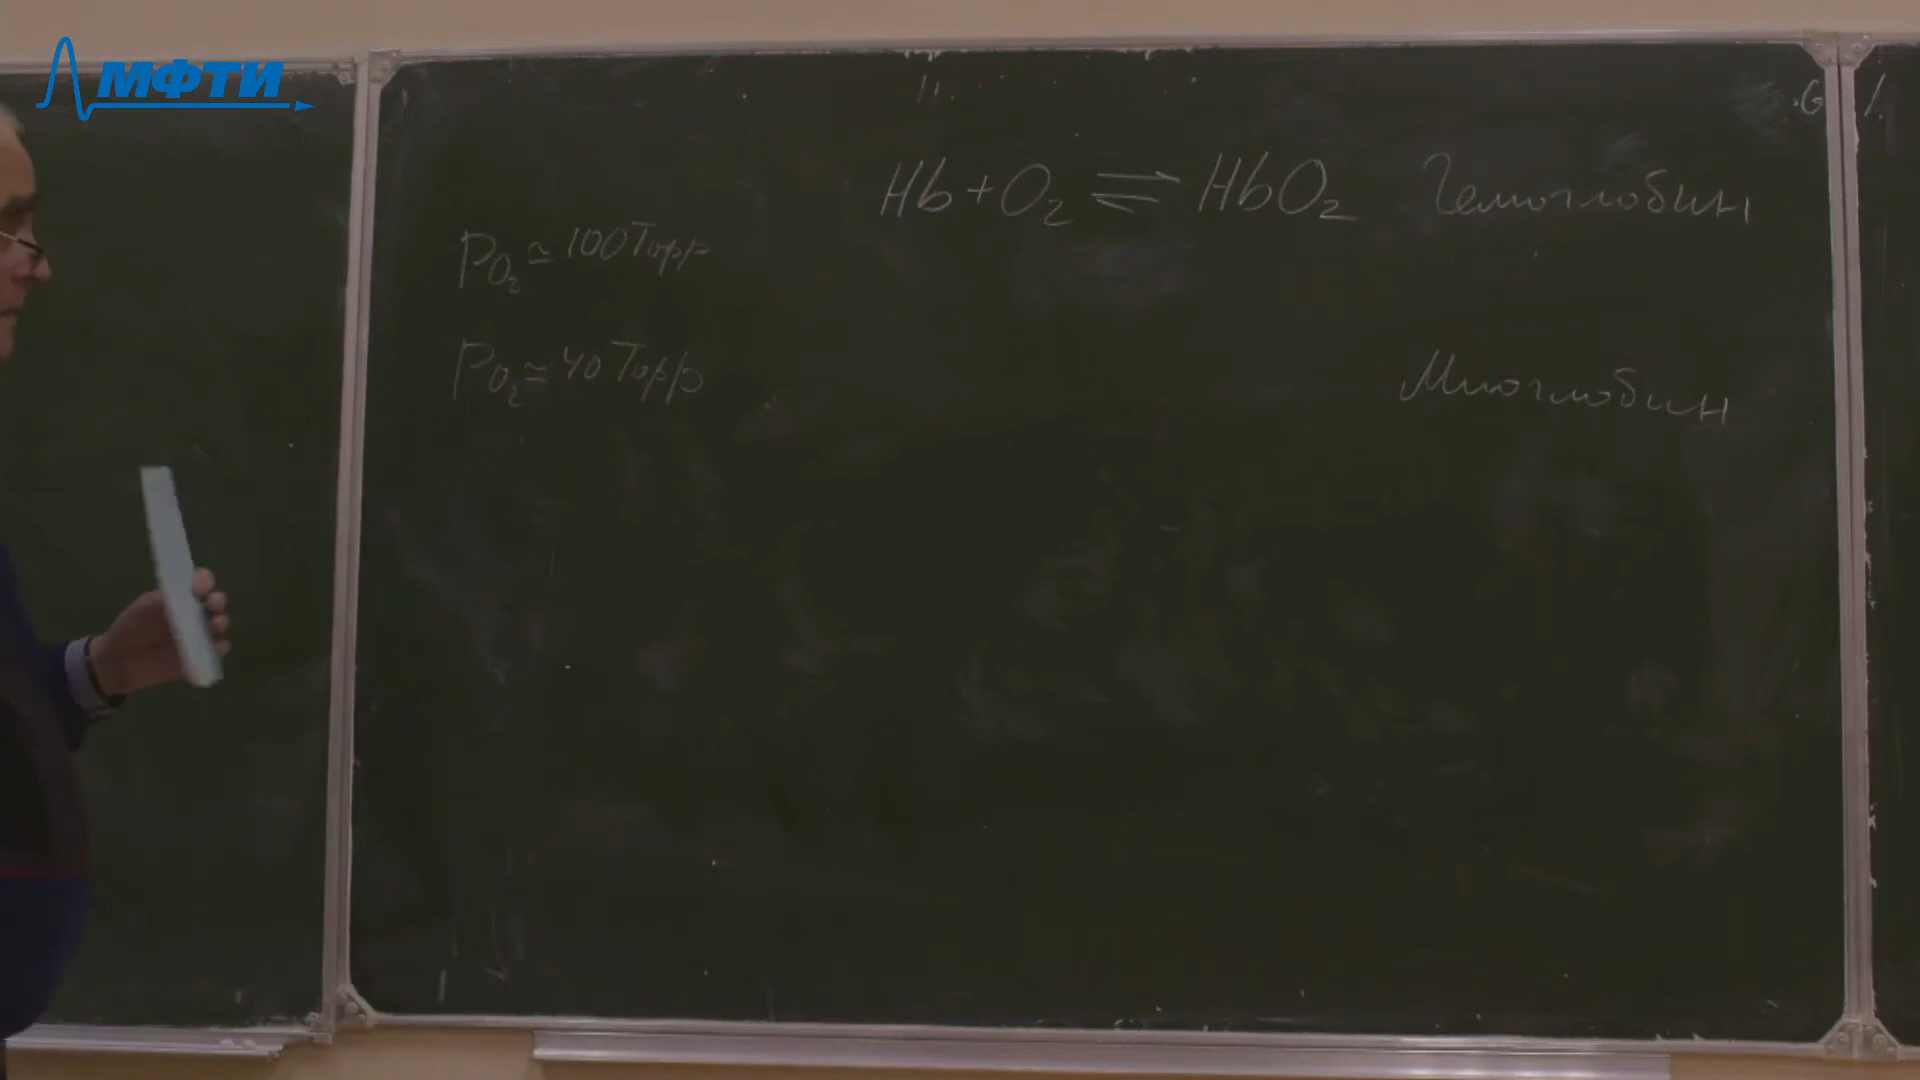 МФТИ
Hb + O₂ ⇌ HbO₂ Гемоглобин
P_O₂ ≃ 100 Торр
P_O₂ ≃ 40 Торр
Миоглобин